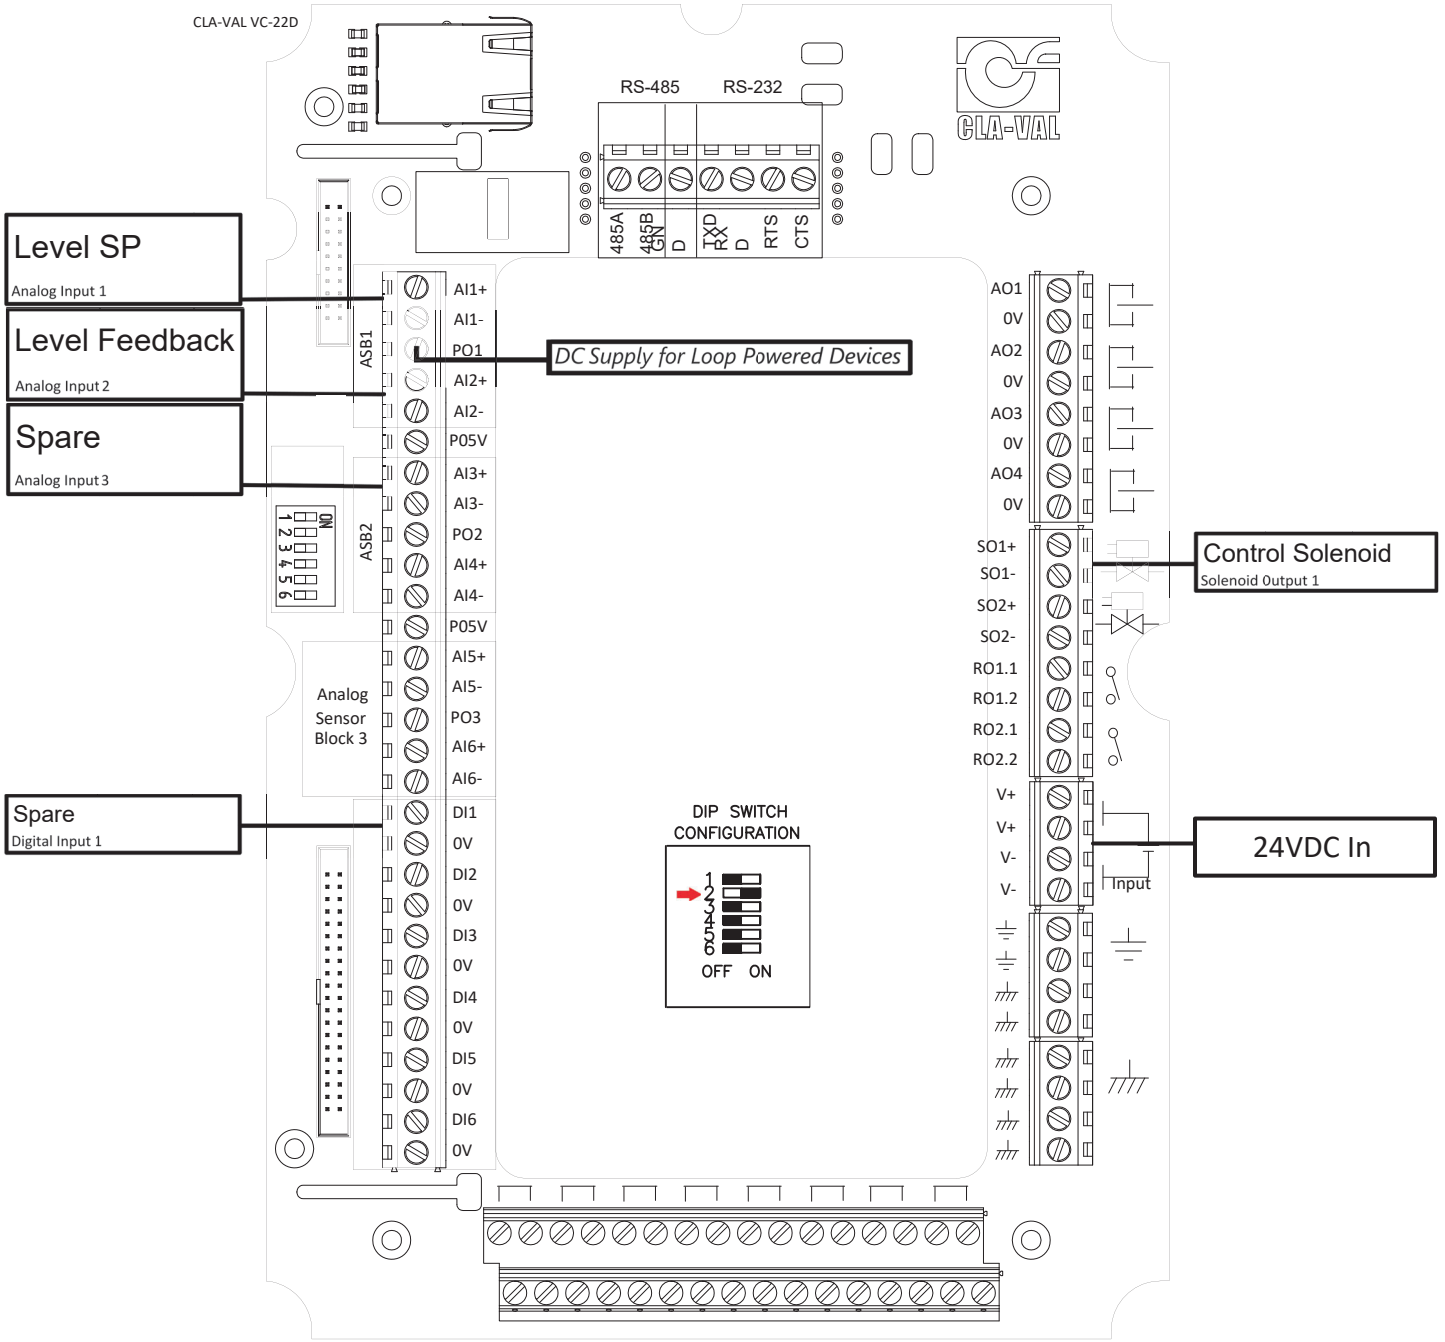 CLA-VAL VC-22D
RS-485 RS-232
CLA-VAL
485A
485B
GN
D
TXD
RX
D
RTS
CTS
Level SP
Analog Input 1
Level Feedback
Analog Input 2
Spare
Analog Input 3
ASB1
AI1+
AI1-
PO1
AI2+
AI2-
P05V
DC Supply for Loop Powered Devices
ON
1
2
3
4
5
6
ASB2
AI3+
AI3-
PO2
AI4+
AI4-
P05V
Analog
Sensor
Block 3
AI5+
AI5-
PO3
AI6+
AI6-
Spare
Digital Input 1
DI1
0V
DI2
0V
DI3
0V
DI4
0V
DI5
0V
DI6
0V
DIP SWITCH
CONFIGURATION
1
2
3
4
5
6
OFF ON
AO1
0V
AO2
0V
AO3
0V
AO4
0V
SO1+
SO1-
SO2+
SO2-
RO1.1
RO1.2
RO2.1
RO2.2
Control Solenoid
Solenoid Output 1
V+
V+
V-
V-
Input
24VDC In